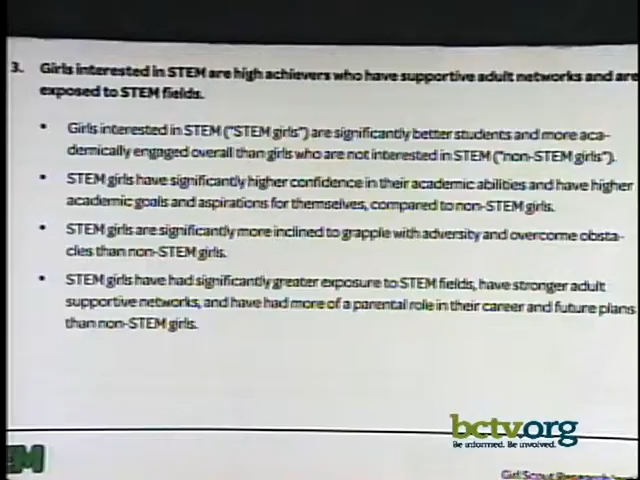 3. Girls interested in STEM are high achievers who have supportive adult networks and are
exposed to STEM fields.
• Girls interested in STEM ("STEM girls") are significantly better students and more aca-
demically engaged overall than girls who are not interested in STEM ("non-STEM girls").
• STEM girls have significantly higher confidence in their academic abilities and have higher
academic goals and aspirations for themselves, compared to non-STEM girls.
• STEM girls are significantly more inclined to grapple with adversity and overcome obsta-
cles than non-STEM girls.
• STEM girls have had significantly greater exposure to STEM fields, have stronger adult
supportive networks, and have had more of a parental role in their career and future plans
than non-STEM girls.
bctv.org
Be informed. Be involved.
EM
Girl Scout Research